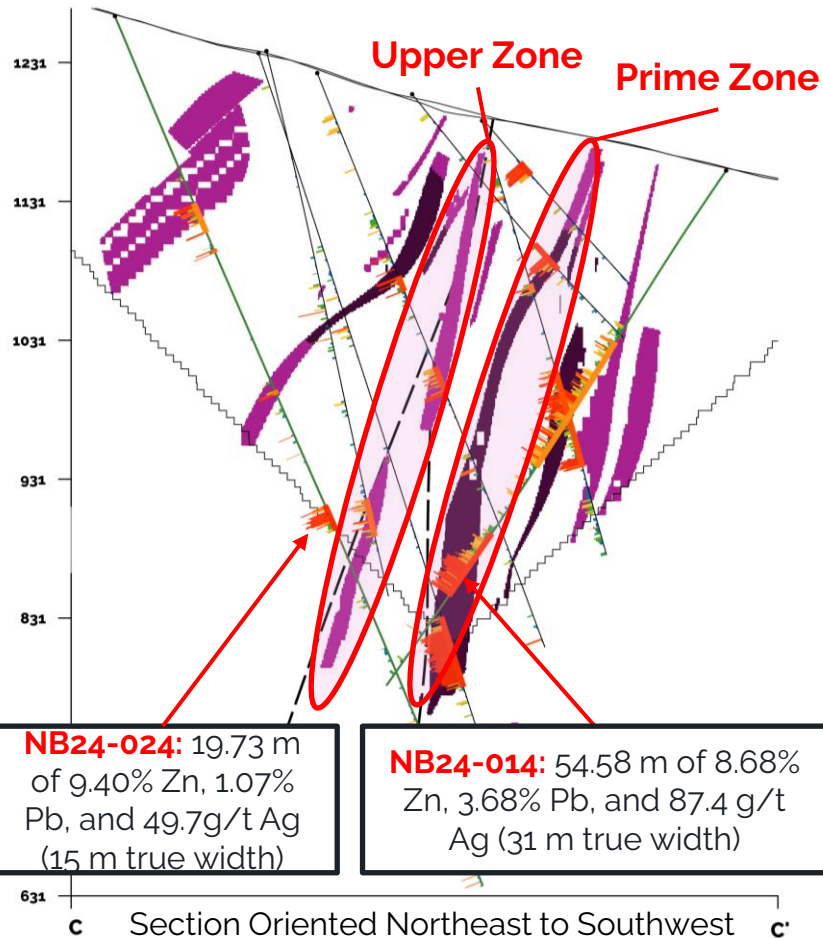 Upper Zone
Prime Zone
1231
1131
1031
931
831
NB24-024: 19.73 m
of 9.40% Zn, 1.07%
Pb, and 49.7g/t Ag
(15 m true width)
NB24-014: 54.58 m of 8.68%
Zn, 3.68% Pb, and 87.4 g/t
Ag (31 m true width)
631
C
Section Oriented Northeast to Southwest
C'